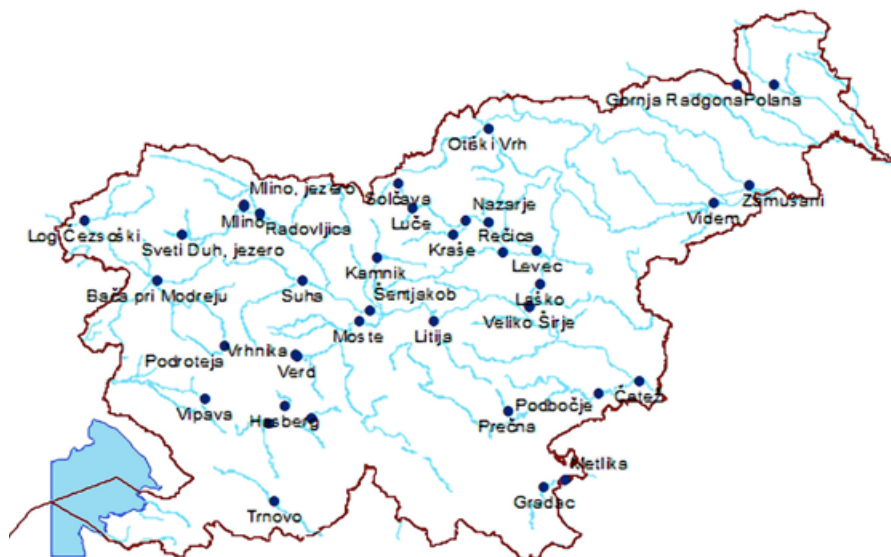 Gornja Radgona
Polana
Otiški Vrh
Mlino, jezero
Solčava
Mlino
Radovljica
Luče
Nazarje
Videm
Zamušani
Log Čezsoški
Sveti Duh, jezero
Kraše
Rečica
Kamnik
Levec
Bača pri Modreju
Suha
Šentjakob
Laško
Moste
Litija
Veliko Širje
Podroteja
Vrhnika
Verd
Vipava
Hasberg
Prečna
Podbočje
Čatež
Metlika
Gradac
Trnovo